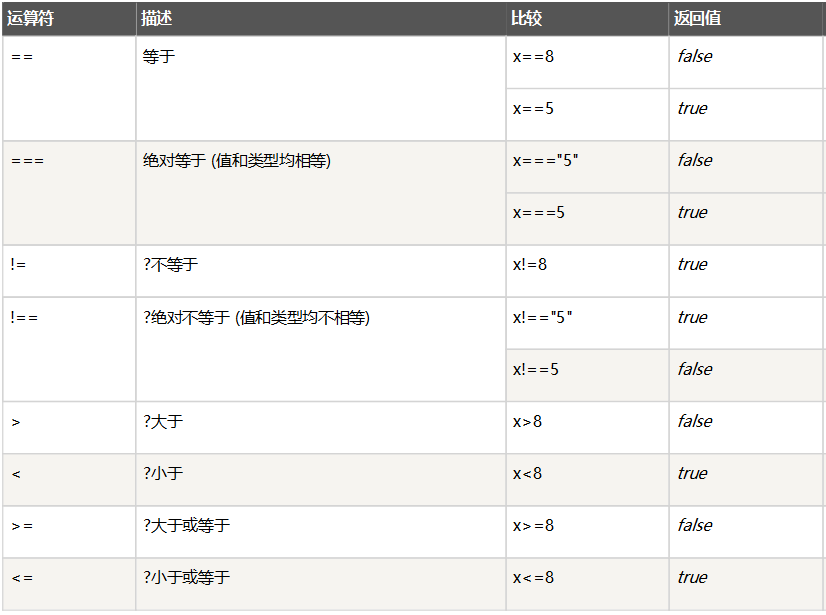 运算符 描述 比较 返回值
== 等于 x==8 false
x==5 true
=== 绝对等于 (值和类型均相等) x==="5" false
x===5 true
!= ?不等于 x!=8 true
!== ?绝对不等于 (值和类型均不相等) x!=="5" true
x!==5 false
> ?大于 x>8 false
< ?小于 x<8 true
>= ?大于或等于 x>=8 false
<= ?小于或等于 x<=8 true